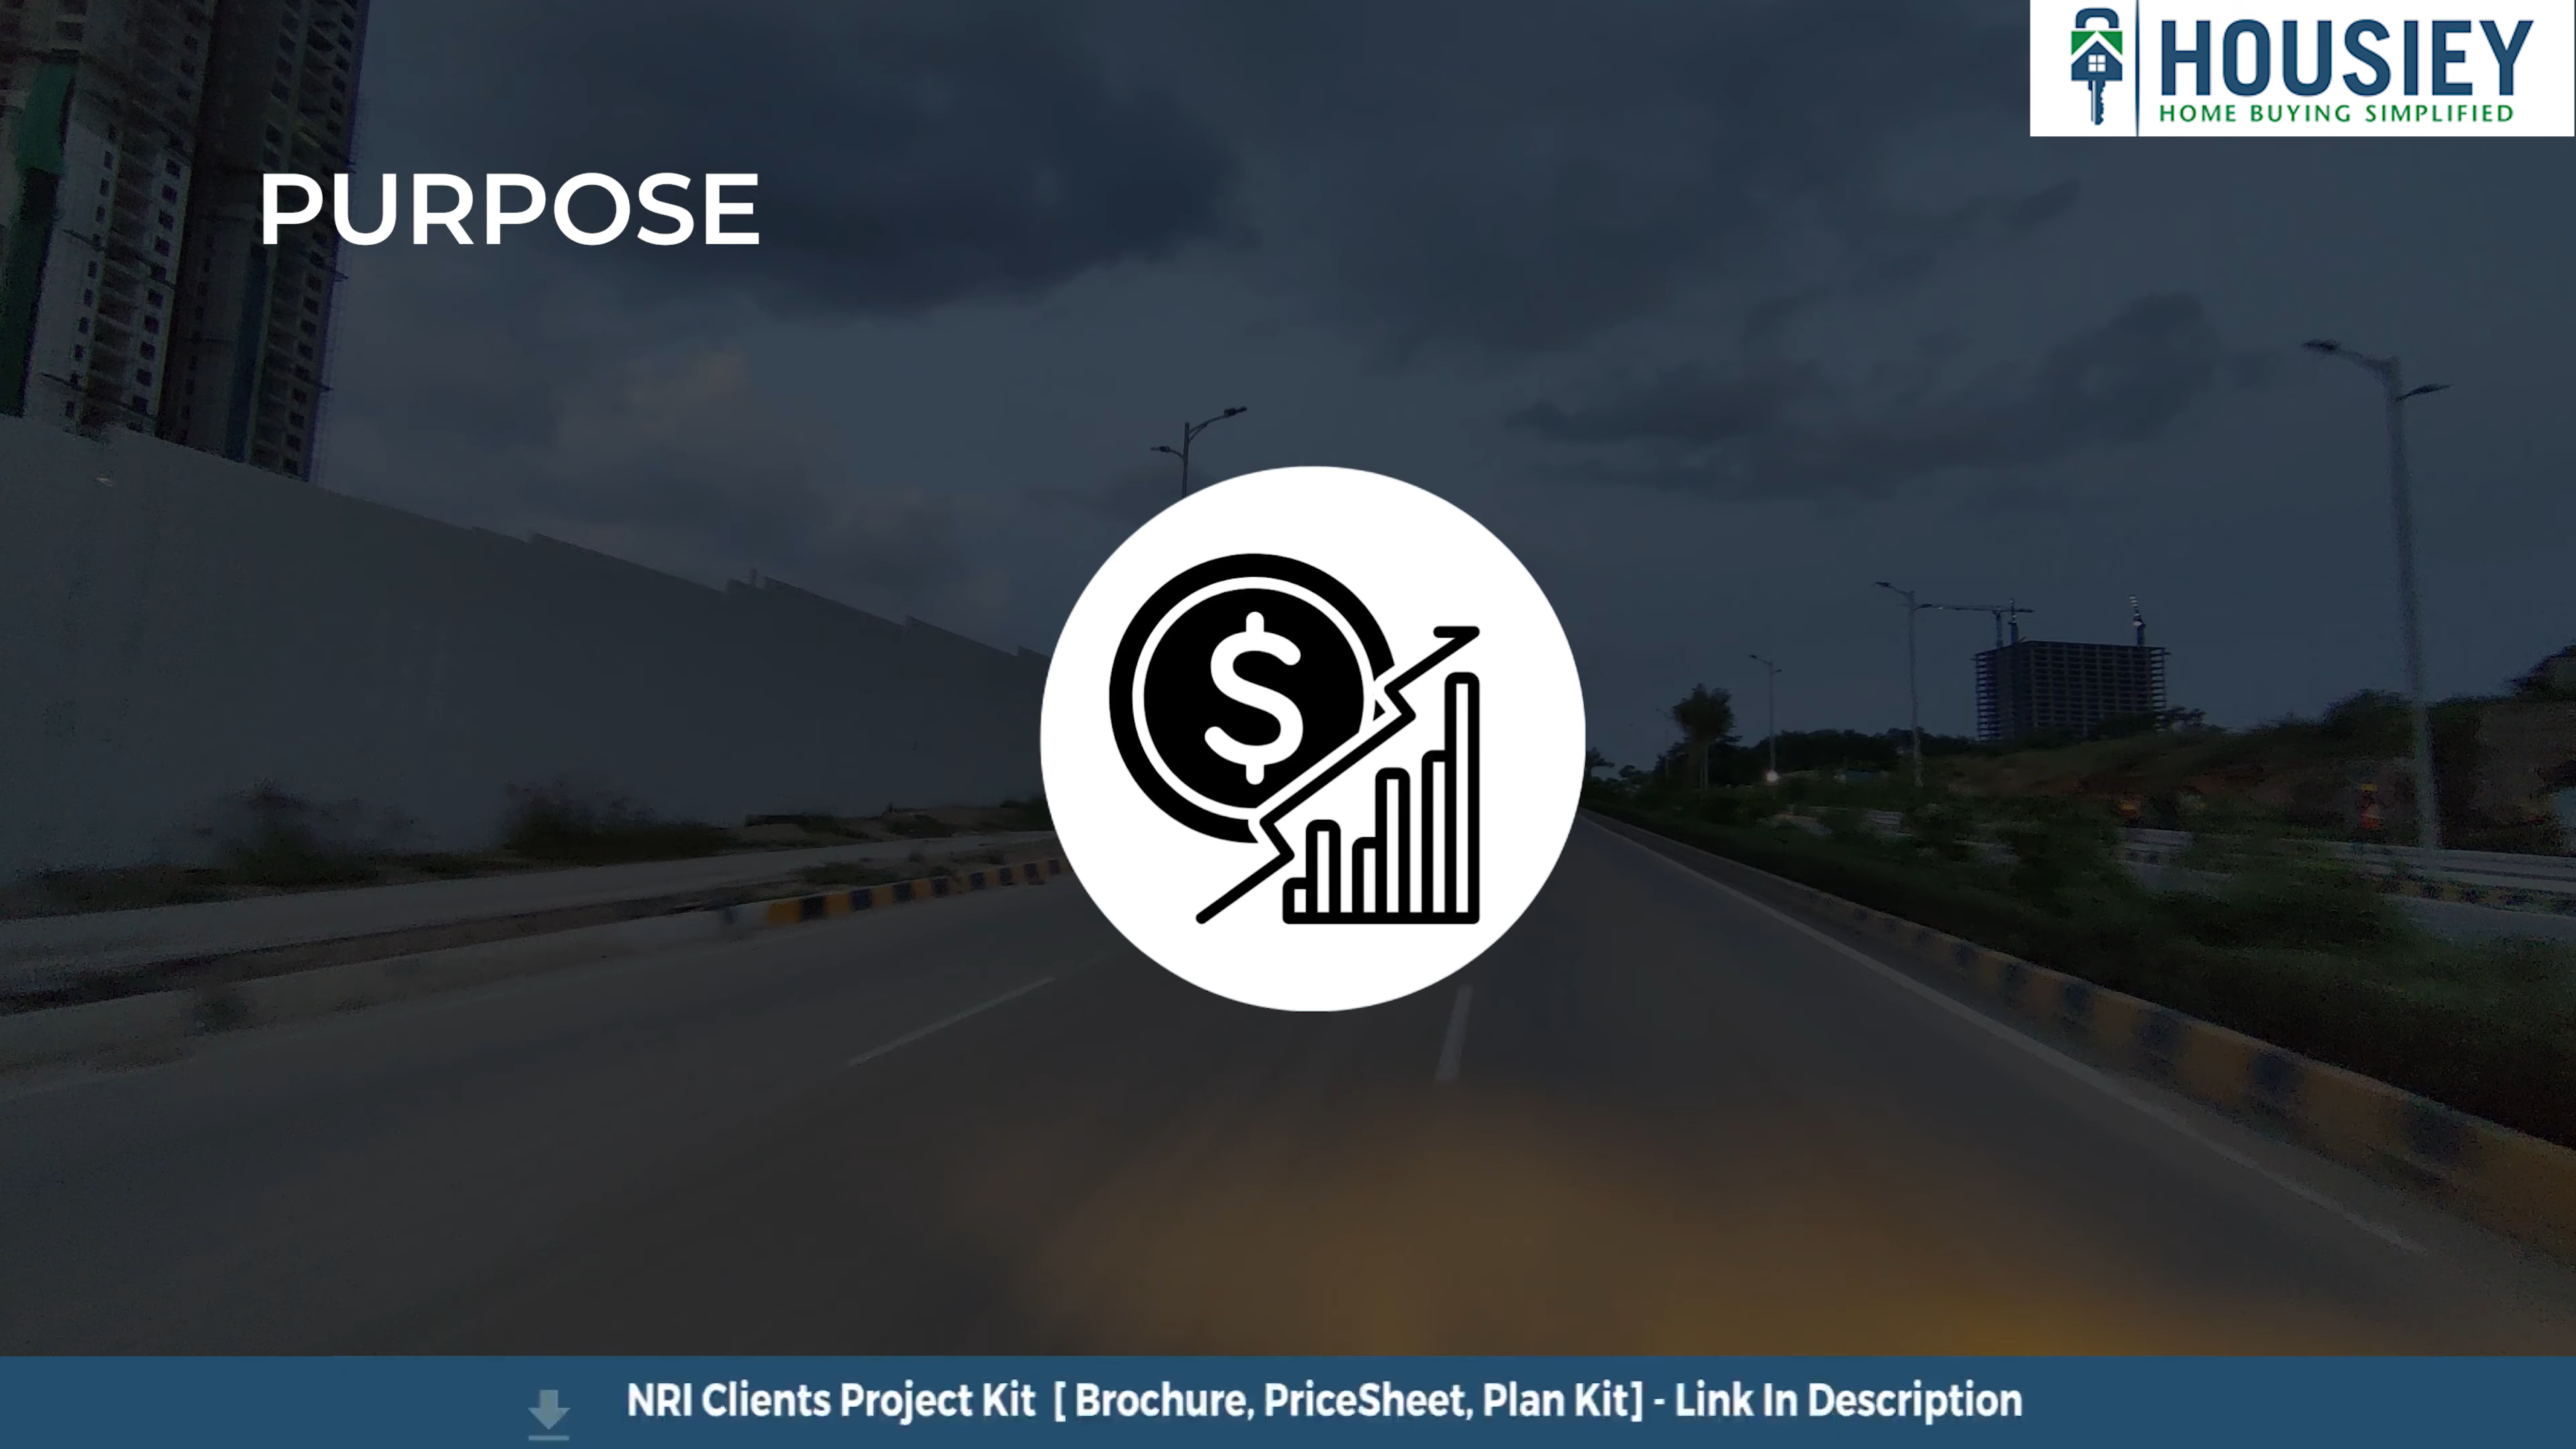 HOUSIEY
HOME BUYING SIMPLIFIED
PURPOSE
$
NRI Clients Project Kit [ Brochure, PriceSheet, Plan Kit] - Link In Description